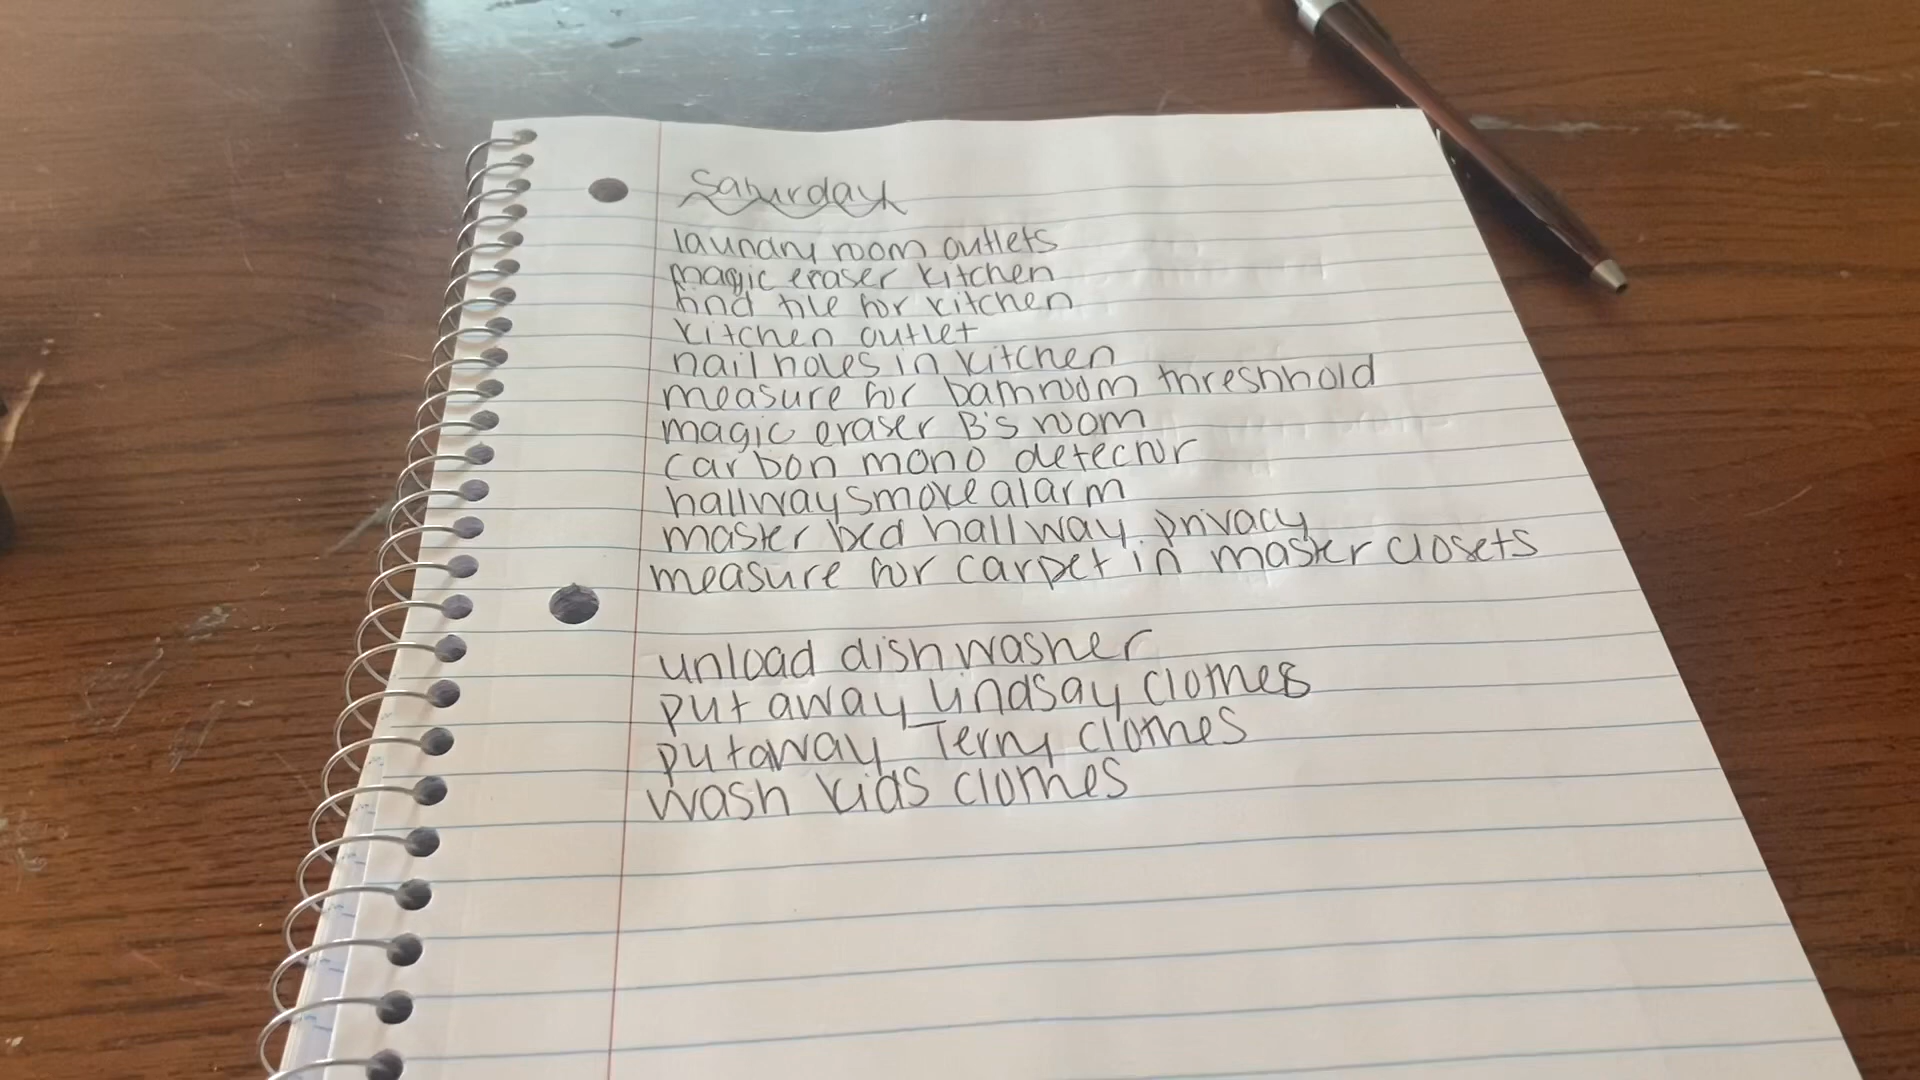 Saturday
laundry room outlets
magic eraser kitchen
find tile for kitchen
kitchen outlet
nail holes in kitchen
measure for bathroom threshhold
magic eraser B's room
carbon mono detector
hallway smoke alarm
master bed hallway privacy
measure for carpet in master closets
unload dishwasher
put away Lindsay clothes
put away Terry clothes
wash kids clothes